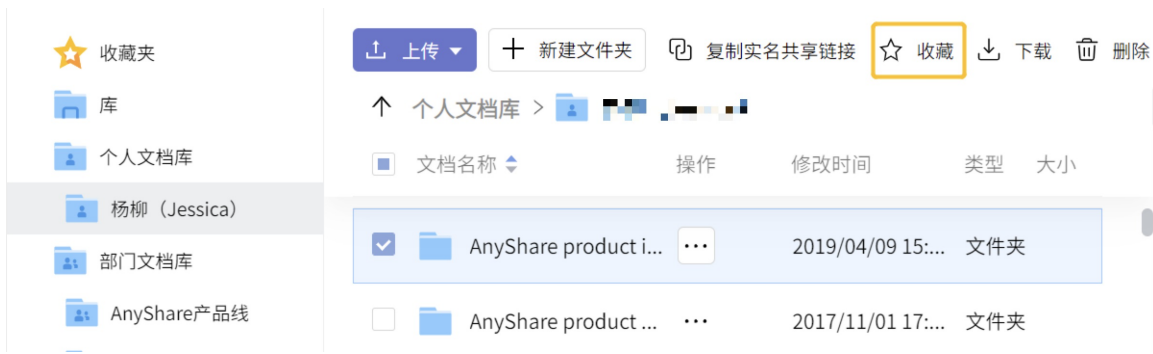 收藏夹
库
个人文档库
杨柳（Jessica）
部门文档库
AnyShare产品线
上传 新建文件夹 复制实名共享链接 收藏 下载 删除
个人文档库 >
文档名称 操作 修改时间 类型 大小
AnyShare product i... ... 2019/04/09 15:... 文件夹
AnyShare product ... ... 2017/11/01 17:... 文件夹